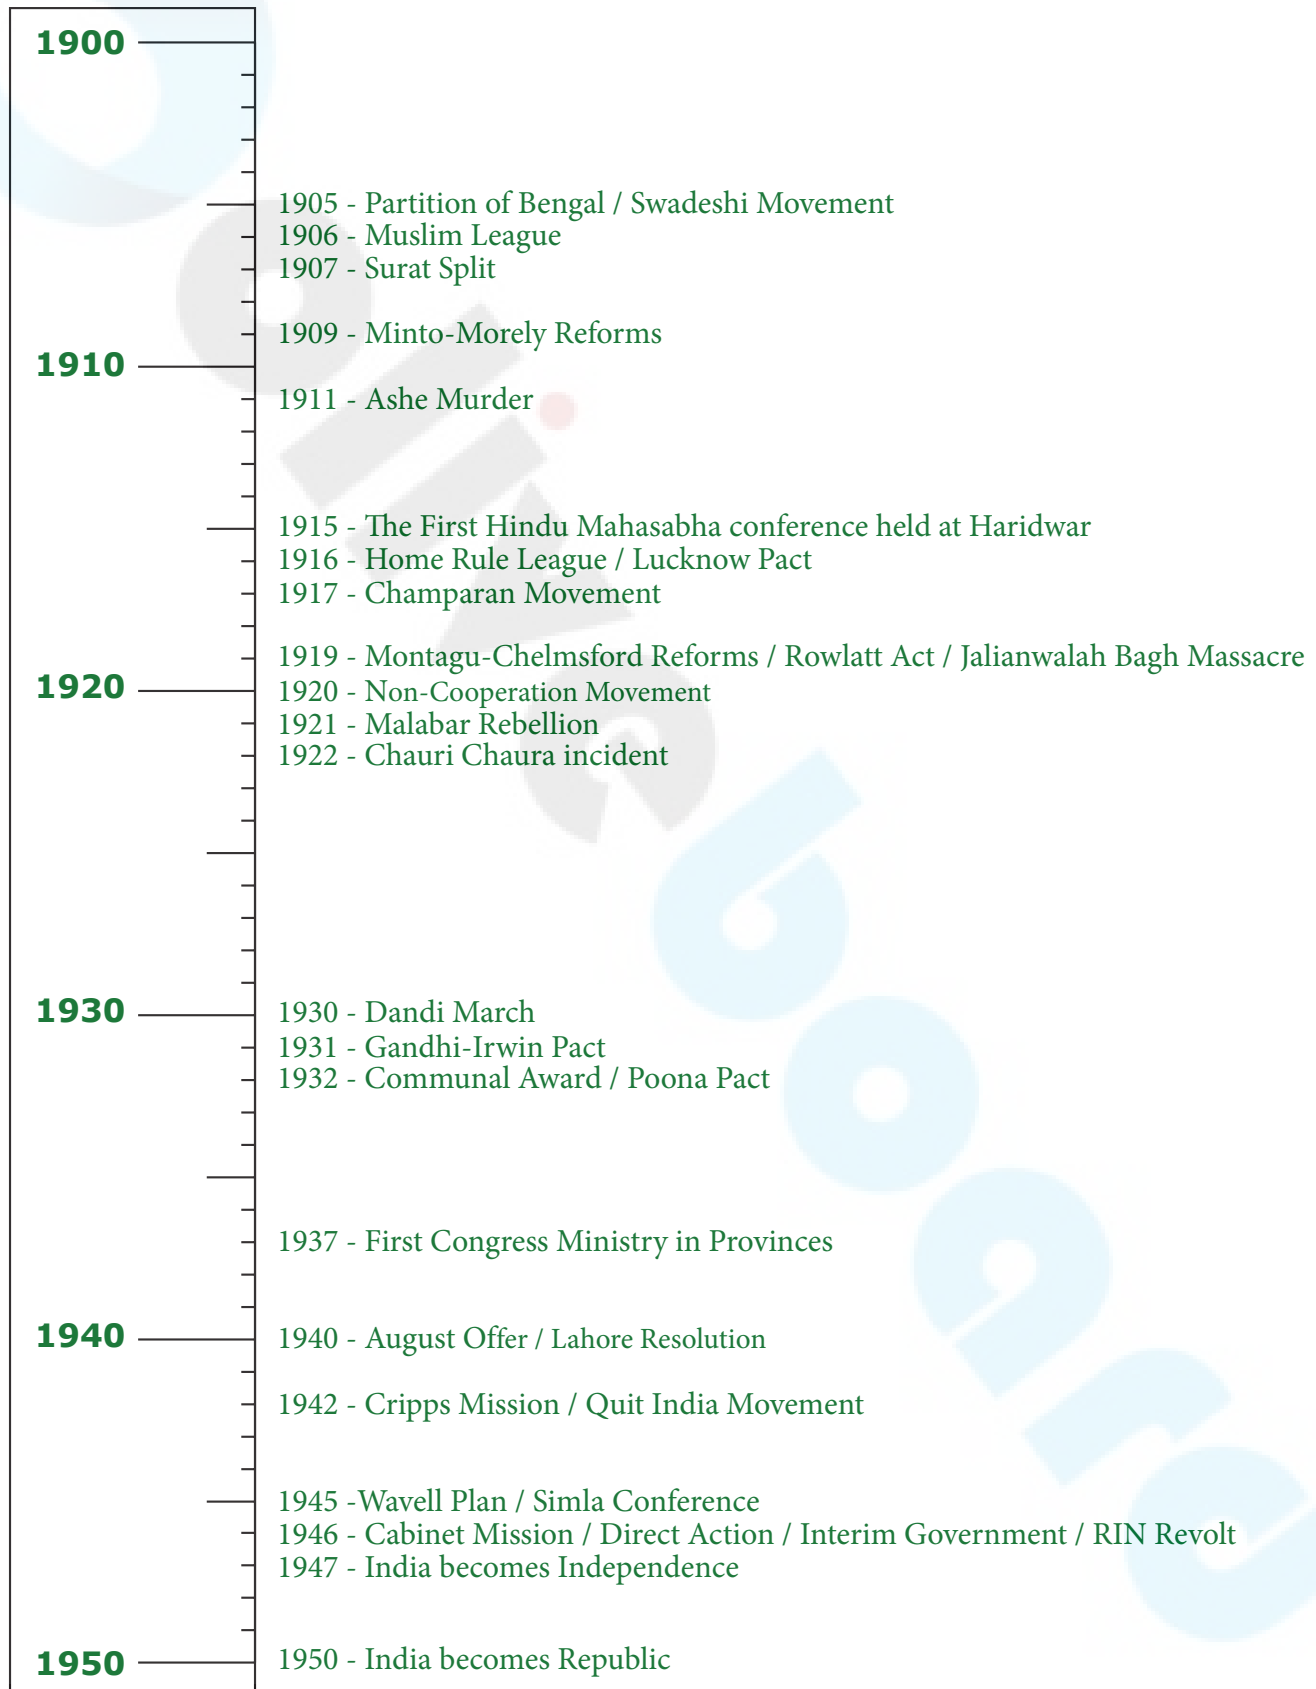 1900
1905 - Partition of Bengal / Swadeshi Movement
1906 - Muslim League
1907 - Surat Split
1909 - Minto-Morely Reforms
1910
1911 - Ashe Murder
1915 - The First Hindu Mahasabha conference held at Haridwar
1916 - Home Rule League / Lucknow Pact
1917 - Champaran Movement
1919 - Montagu-Chelmsford Reforms / Rowlatt Act / Jalianwalah Bagh Massacre
1920
1920 - Non-Cooperation Movement
1921 - Malabar Rebellion
1922 - Chauri Chaura incident
1930
1930 - Dandi March
1931 - Gandhi-Irwin Pact
1932 - Communal Award / Poona Pact
1937 - First Congress Ministry in Provinces
1940
1940 - August Offer / Lahore Resolution
1942 - Cripps Mission / Quit India Movement
1945 -Wavell Plan / Simla Conference
1946 - Cabinet Mission / Direct Action / Interim Government / RIN Revolt
1947 - India becomes Independence
1950
1950 - India becomes Republic
oliveboard